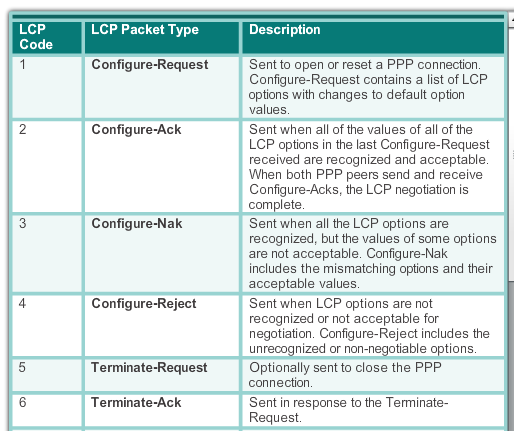 LCP Code LCP Packet Type Description
1 Configure-Request Sent to open or reset a PPP connection.
Configure-Request contains a list of LCP
options with changes to default option
values.
2 Configure-Ack Sent when all of the values of all of the
LCP options in the last Configure-Request
received are recognized and acceptable.
When both PPP peers send and receive
Configure-Acks, the LCP negotiation is
complete.
3 Configure-Nak Sent when all the LCP options are
recognized, but the values of some options
are not acceptable. Configure-Nak
includes the mismatching options and their
acceptable values.
4 Configure-Reject Sent when LCP options are not
recognized or not acceptable for
negotiation. Configure-Reject includes the
unrecognized or non-negotiable options.
5 Terminate-Request Optionally sent to close the PPP
connection.
6 Terminate-Ack Sent in response to the Terminate-
Request.